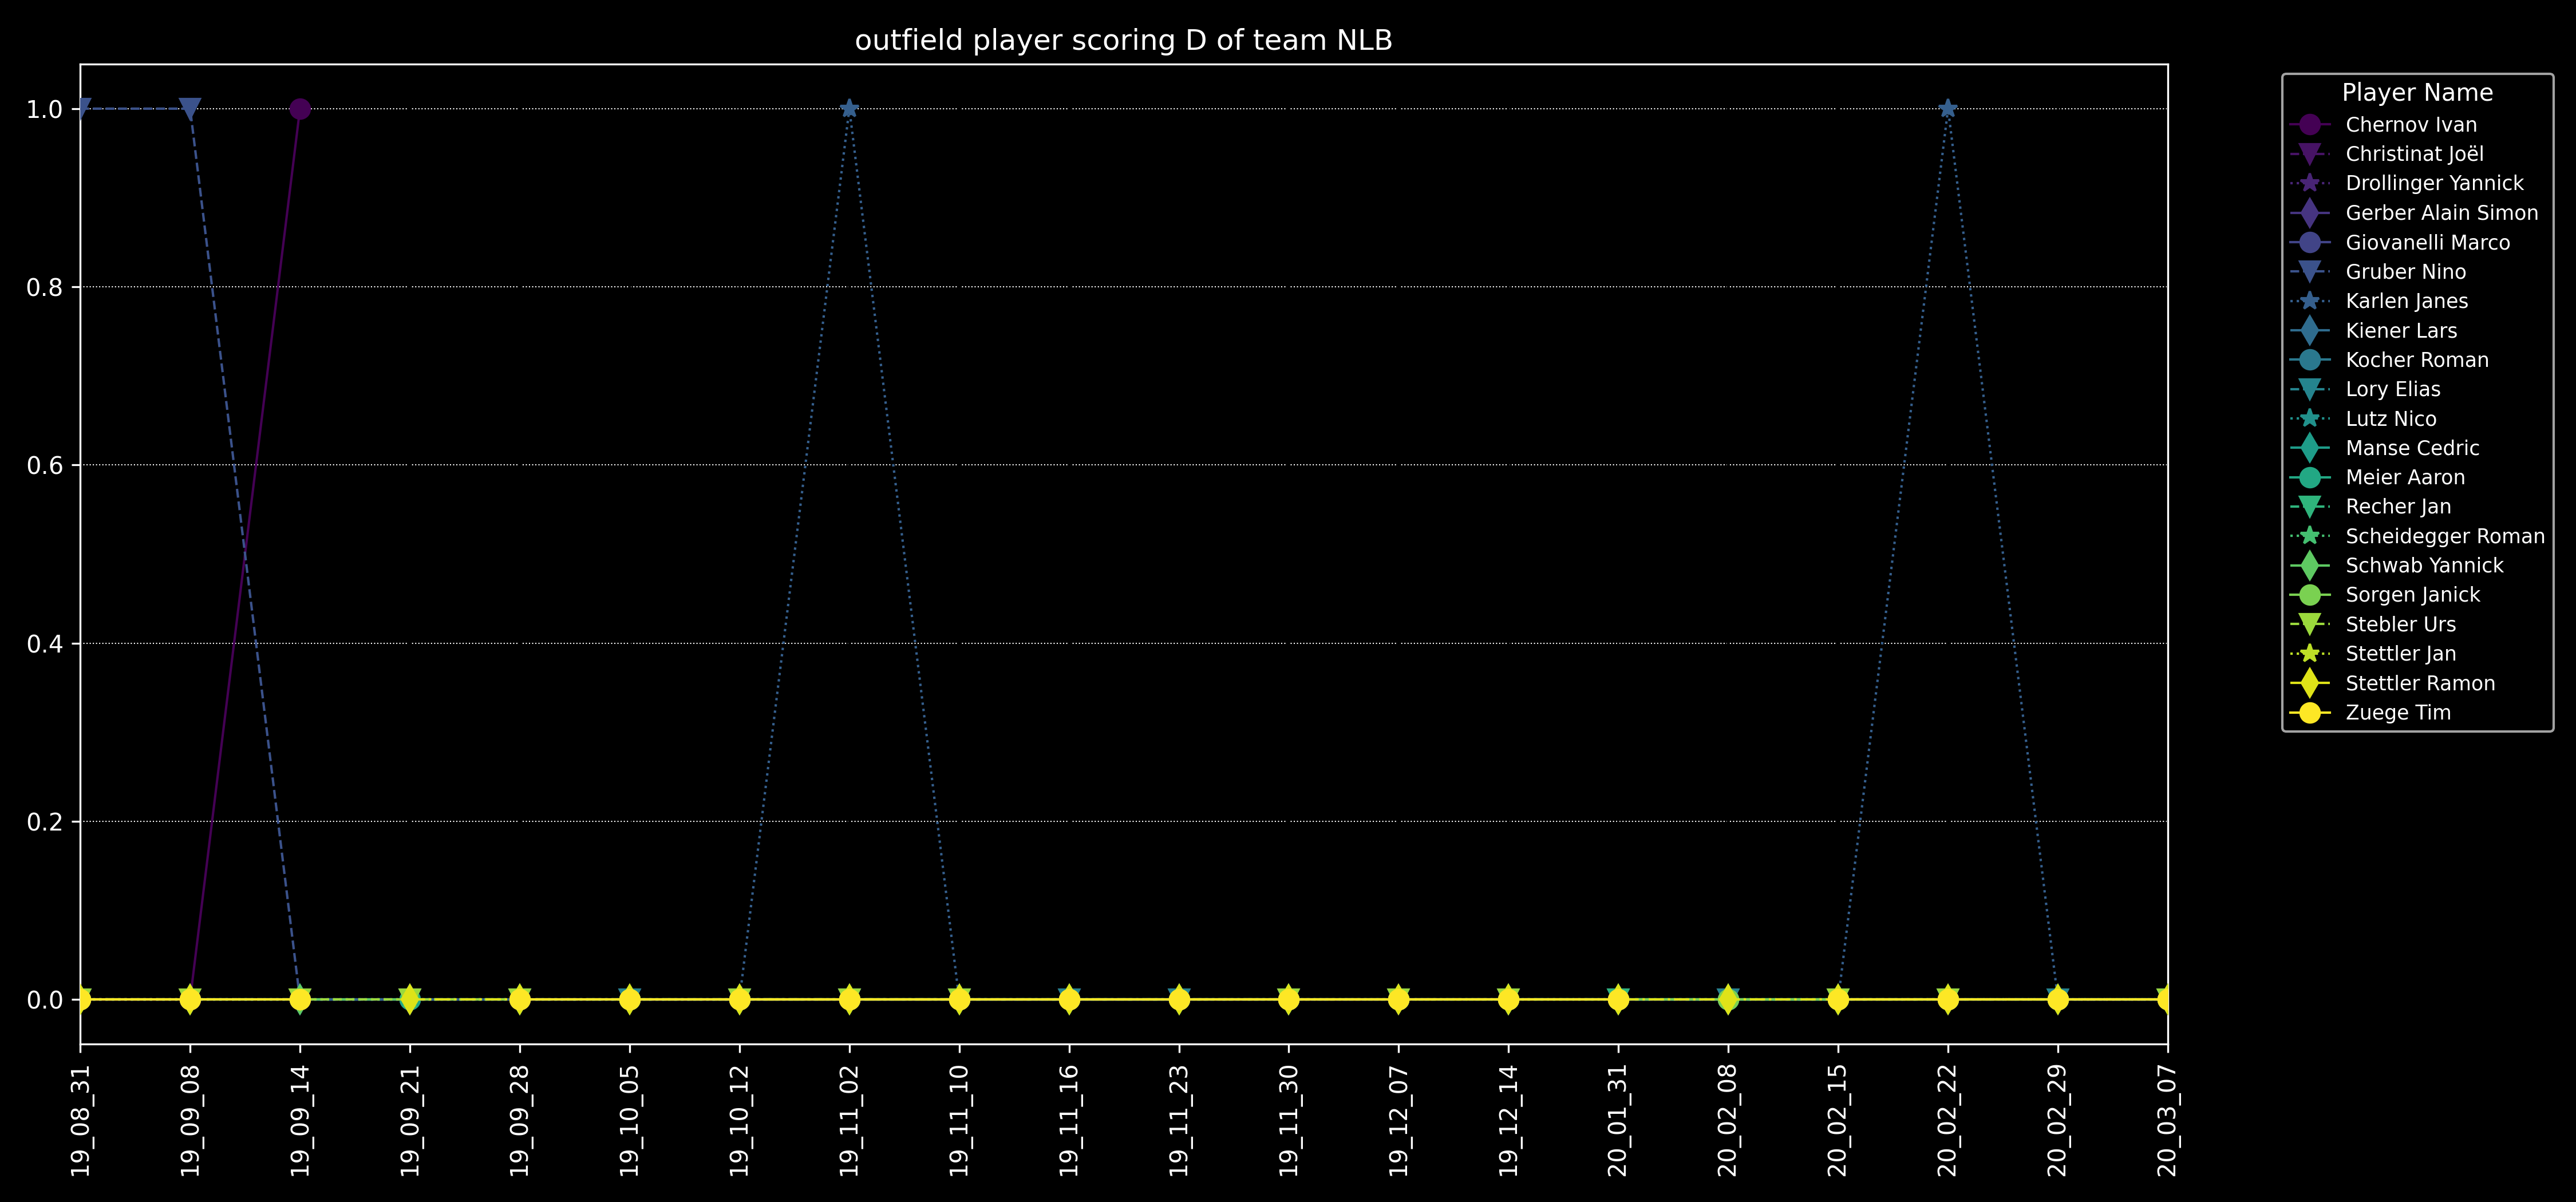 outfield player scoring D of team NLB
1.0
0.8
0.6
0.4
0.2
0.0
19_08_31
19_09_08
19_09_14
19_09_21
19_09_28
19_10_05
19_10_12
19_11_02
19_11_10
19_11_16
19_11_23
19_11_30
19_12_07
19_12_14
20_01_31
20_02_08
20_02_15
20_02_22
20_02_29
20_03_07
Player Name
Chernov Ivan
Christinat Joël
Drollinger Yannick
Gerber Alain Simon
Giovanelli Marco
Gruber Nino
Karlen Janes
Kiener Lars
Kocher Roman
Lory Elias
Lutz Nico
Manse Cedric
Meier Aaron
Recher Jan
Scheidegger Roman
Schwab Yannick
Sorgen Janick
Stebler Urs
Stettler Jan
Stettler Ramon
Zuege Tim